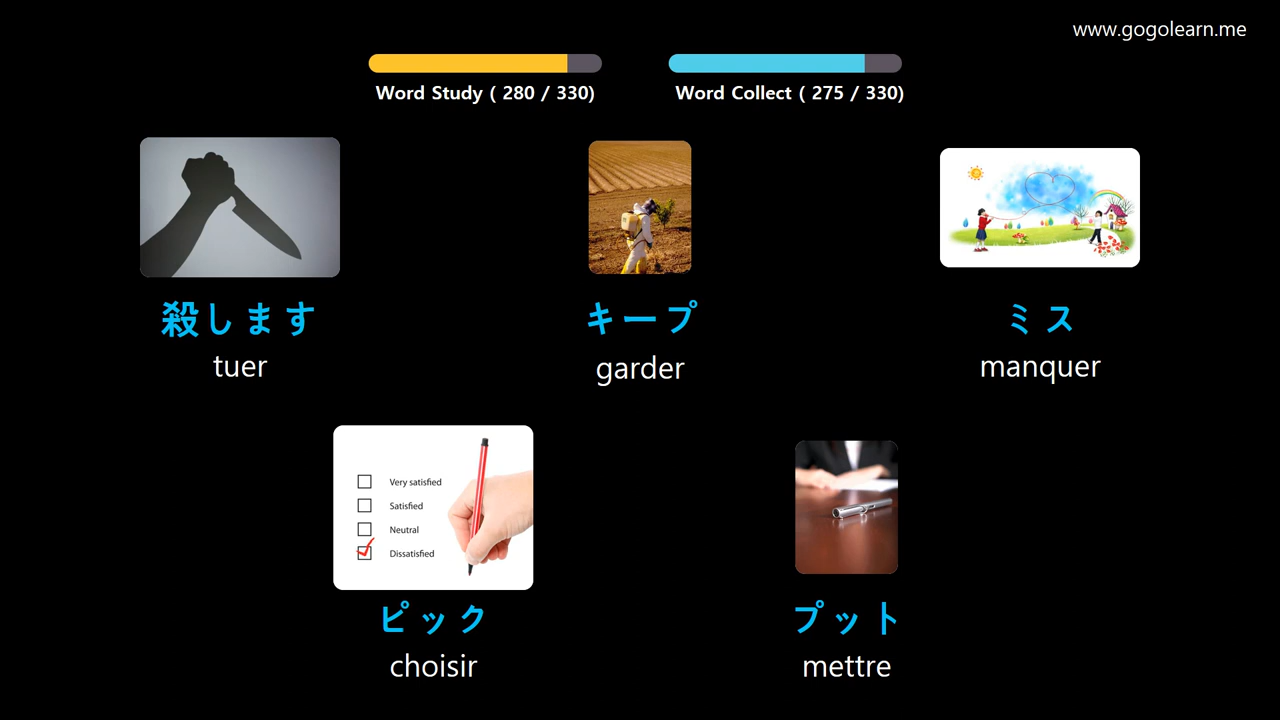 www.gogolearn.me
Word Study ( 280 / 330)
Word Collect ( 275 / 330)
殺します
tuer
キープ
garder
ミス
manquer
Very satisfied
Satisfied
Neutral
Dissatisfied
ピック
choisir
プット
mettre